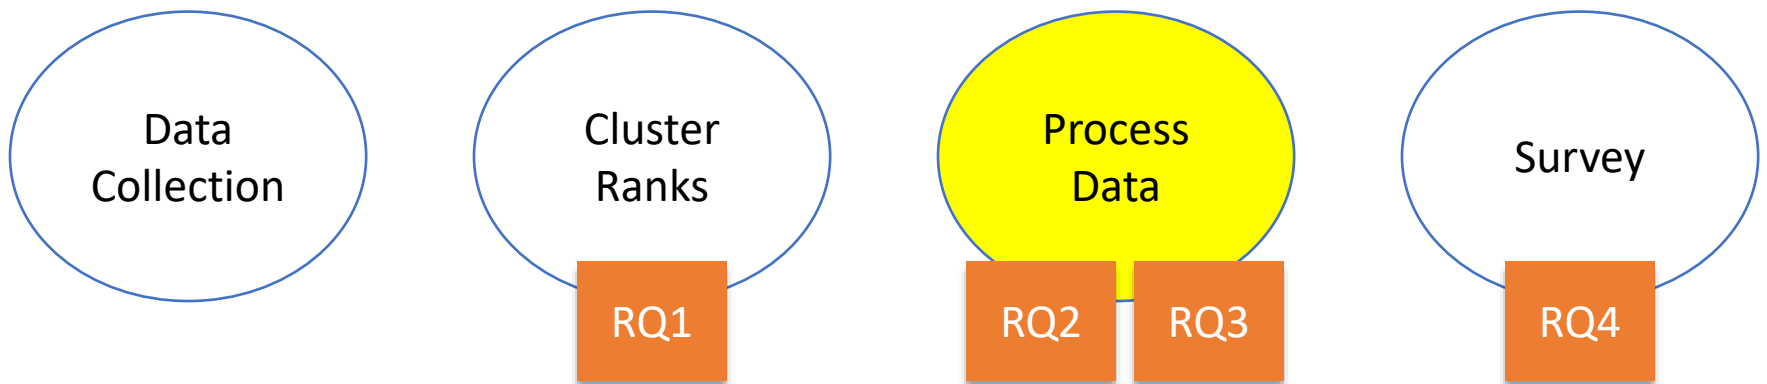 Data
Collection
Cluster
Ranks
Process
Data
Survey
RQ1
RQ2
RQ3
RQ4